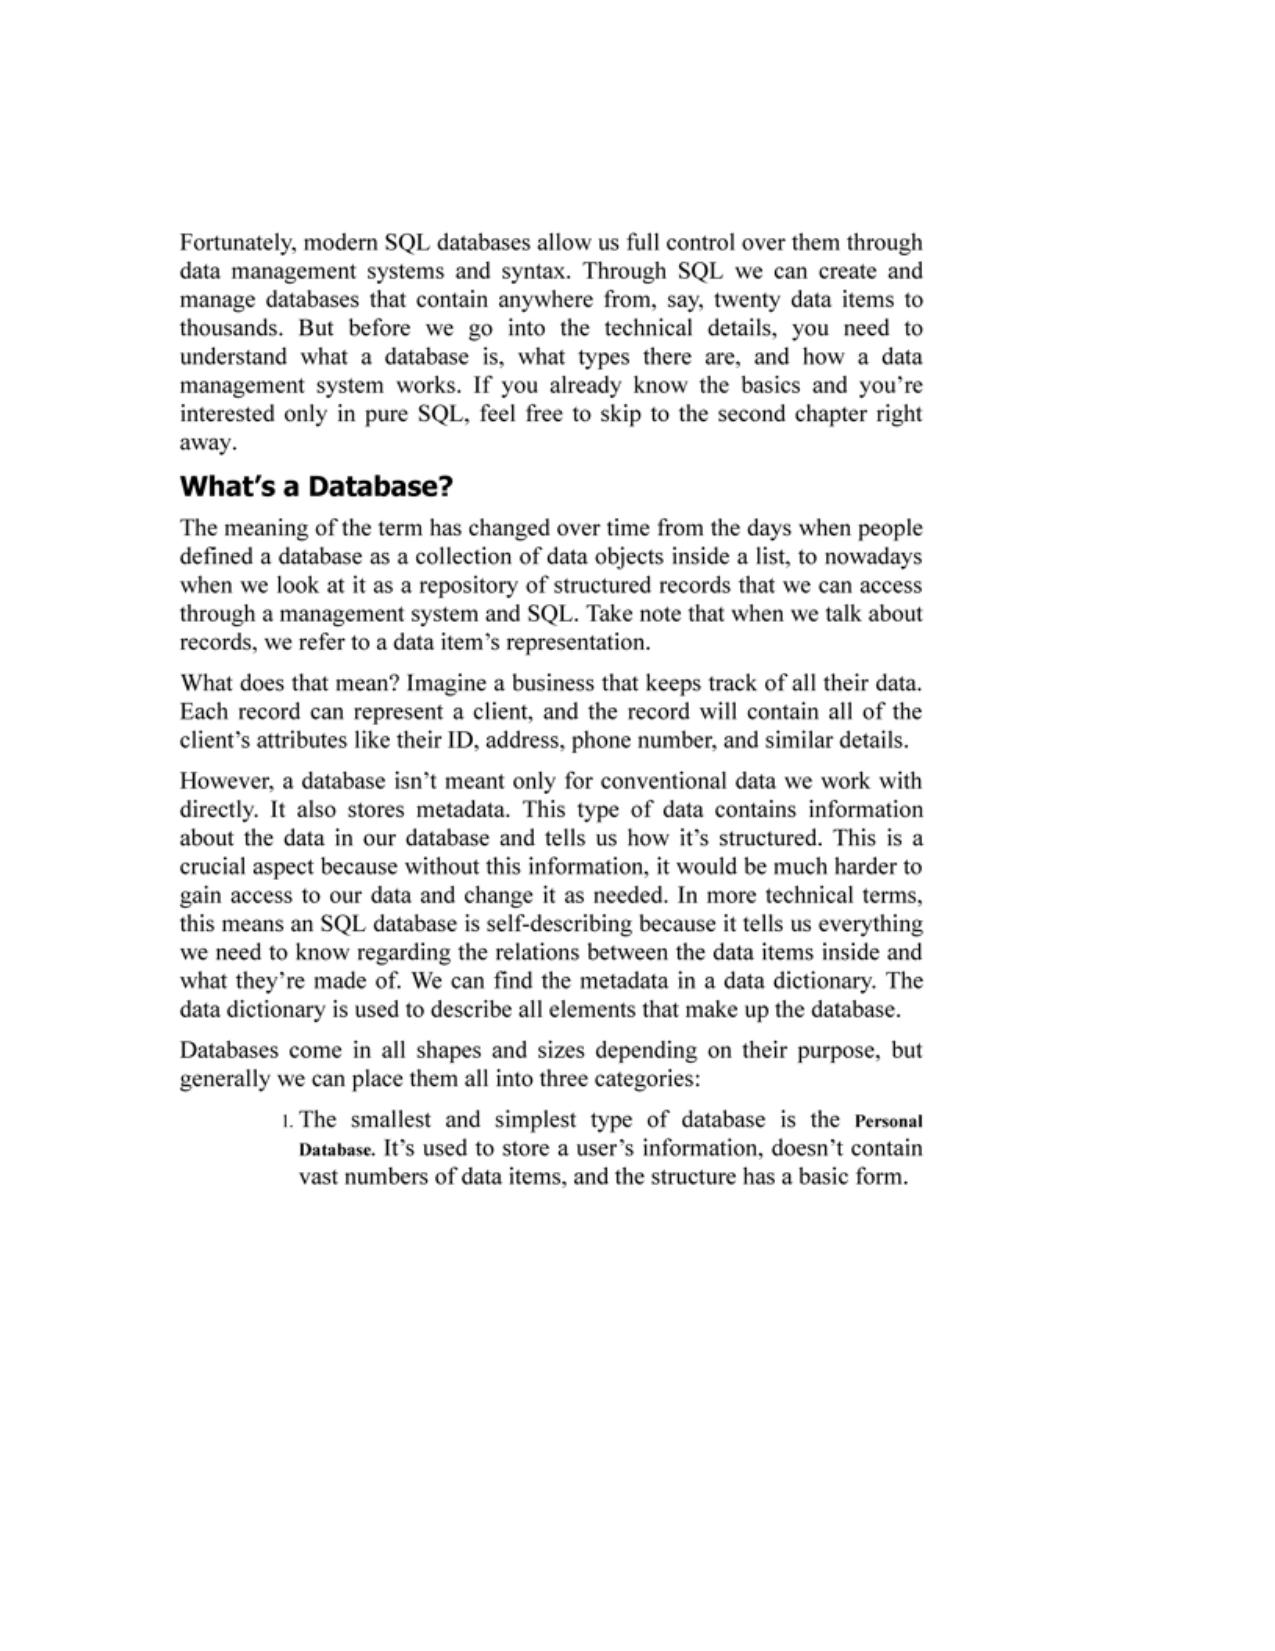 Fortunately, modern SQL databases allow us full control over them through
data management systems and syntax. Through SQL we can create and
manage databases that contain anywhere from, say, twenty data items to
thousands. But before we go into the technical details, you need to
understand what a database is, what types there are, and how a data
management system works. If you already know the basics and you’re
interested only in pure SQL, feel free to skip to the second chapter right
away.
What’s a Database?
The meaning of the term has changed over time from the days when people
defined a database as a collection of data objects inside a list, to nowadays
when we look at it as a repository of structured records that we can access
through a management system and SQL. Take note that when we talk about
records, we refer to a data item’s representation.
What does that mean? Imagine a business that keeps track of all their data.
Each record can represent a client, and the record will contain all of the
client’s attributes like their ID, address, phone number, and similar details.
However, a database isn’t meant only for conventional data we work with
directly. It also stores metadata. This type of data contains information
about the data in our database and tells us how it’s structured. This is a
crucial aspect because without this information, it would be much harder to
gain access to our data and change it as needed. In more technical terms,
this means an SQL database is self-describing because it tells us everything
we need to know regarding the relations between the data items inside and
what they’re made of. We can find the metadata in a data dictionary. The
data dictionary is used to describe all elements that make up the database.
Databases come in all shapes and sizes depending on their purpose, but
generally we can place them all into three categories:
1. The smallest and simplest type of database is the Personal
Database. It’s used to store a user’s information, doesn’t contain
vast numbers of data items, and the structure has a basic form.